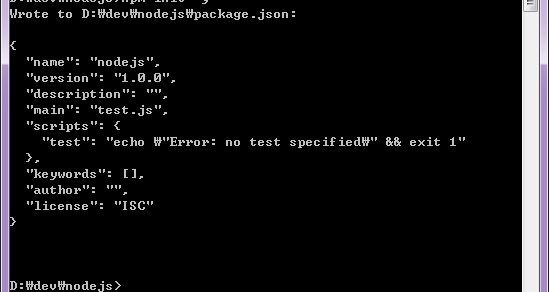 D:₩dev₩nodejs>npm init -y
Wrote to D:₩dev₩nodejs₩package.json:
{
"name": "nodejs",
"version": "1.0.0",
"description": "",
"main": "test.js",
"scripts": {
"test": "echo ₩"Error: no test specified₩" && exit 1"
},
"keywords": [],
"author": "",
"license": "ISC"
}
D:₩dev₩nodejs>